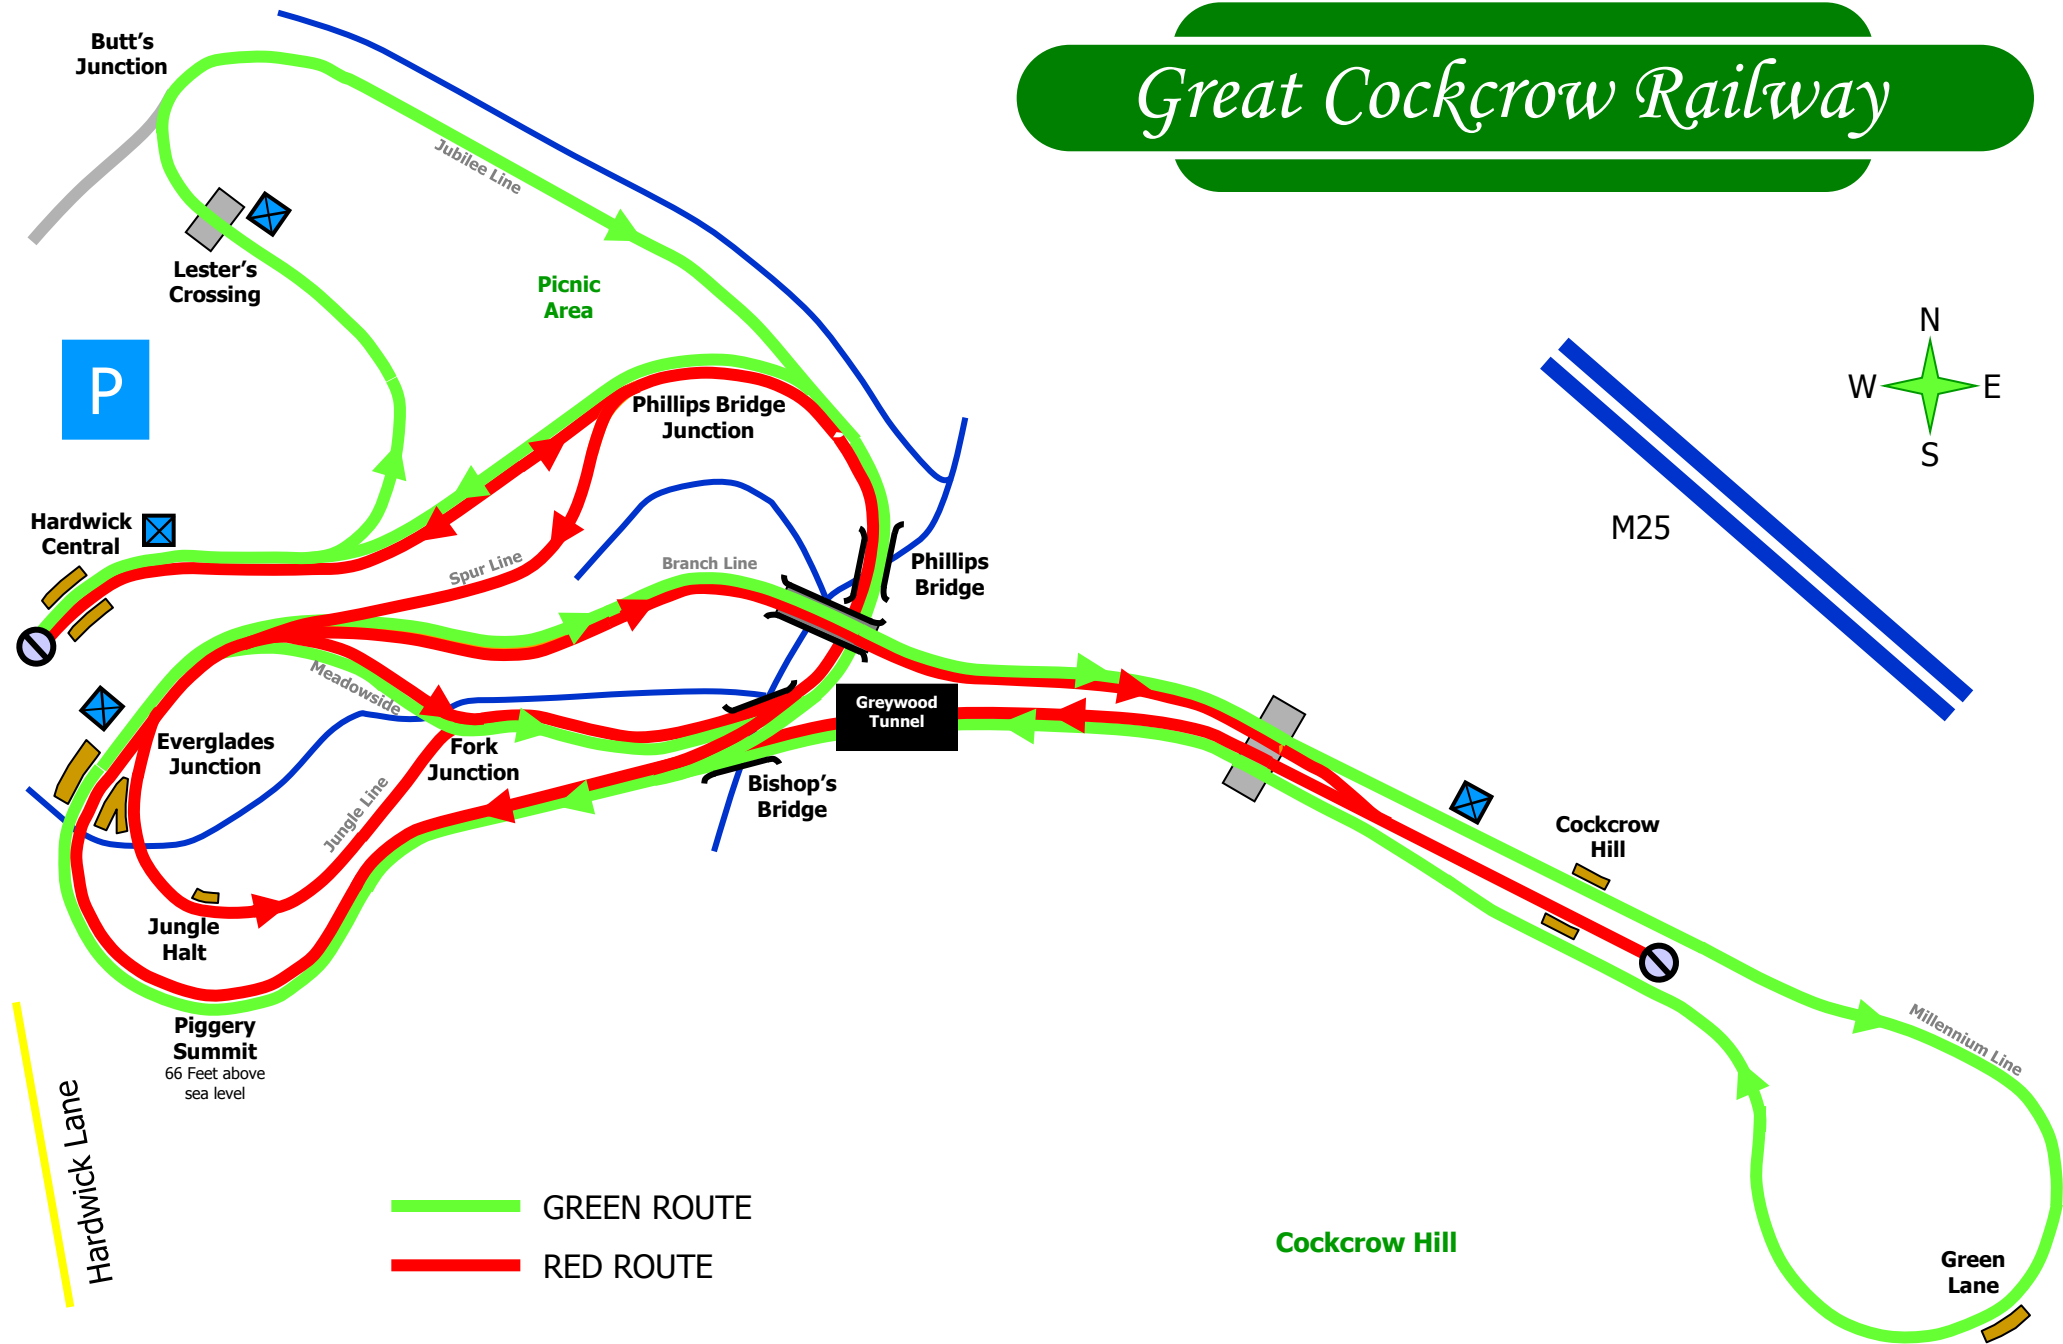 Great Cockcrow Railway
Butt’s
Junction
Jubilee Line
Lester’s
Crossing
Picnic
Area
P
N
W
E
S
M25
Phillips Bridge
Junction
Hardwick
Central
Spur Line
Branch Line
Phillips
Bridge
Meadowside
Greywood
Tunnel
Everglades
Junction
Fork
Junction
Bishop’s
Bridge
Jungle Line
Cockcrow
Hill
Jungle
Halt
Piggery
Summit
66 Feet above
sea level
Millennium Line
Hardwick Lane
GREEN ROUTE
RED ROUTE
Cockcrow Hill
Green
Lane